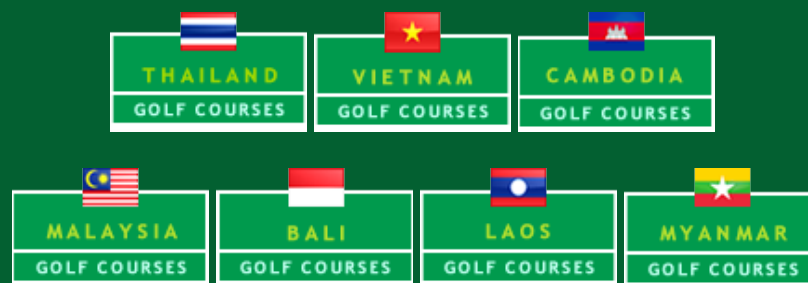 THAILAND
GOLF COURSES
VIETNAM
GOLF COURSES
CAMBODIA
GOLF COURSES
MALAYSIA
GOLF COURSES
BALI
GOLF COURSES
LAOS
GOLF COURSES
MYANMAR
GOLF COURSES